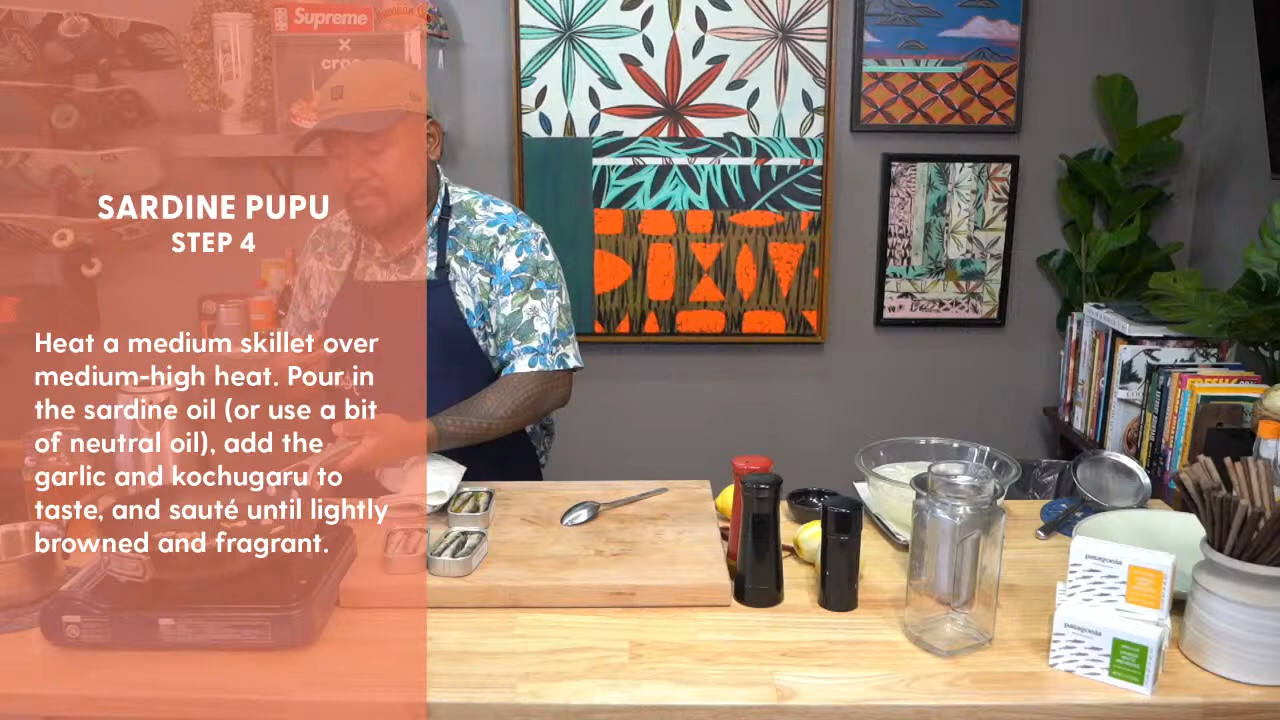 Supreme
x
SARDINE PUPU
STEP 4
Heat a medium skillet over
medium-high heat. Pour in
the sardine oil (or use a bit
of neutral oil), add the
garlic and kochugaru to
taste, and sauté until lightly
browned and fragrant.
patagonia
patagonia